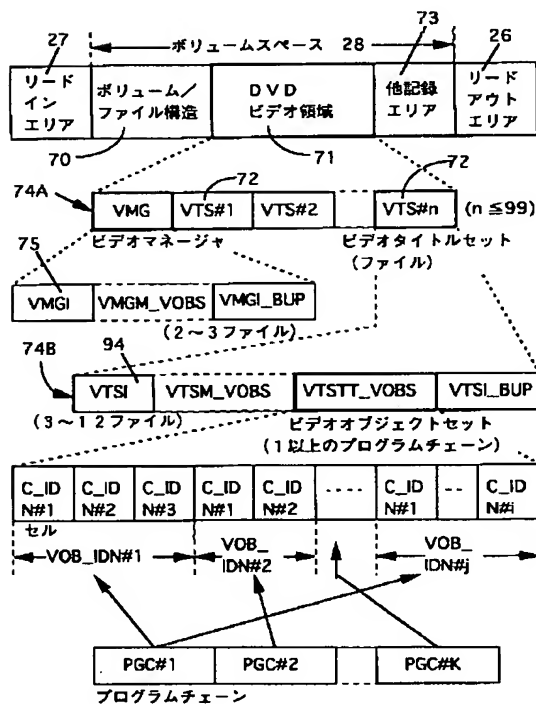 27
ボリュームスペース 28
73
26
リード
イン
エリア
ボリューム/
ファイル構造
DVD
ビデオ領域
他記録
エリア
リード
アウト
エリア
70
71
72
72
74A
VMG
VTS#1
VTS#2
VTS#n
(n≦99)
ビデオマネージャ
ビデオタイトルセット
(ファイル)
75
VMGI
VMGM_VOBS
VMGI_BUP
(2~3ファイル)
94
74B
VTSI
VTSM_VOBS
VTSTT_VOBS
VTSI_BUP
(3~12ファイル)
ビデオオブジェクトセット
(1以上のプログラムチェーン)
C_ID
N#1
C_ID
N#2
C_ID
N#3
C_ID
N#1
C_ID
N#2
C_ID
N#1
C_ID
N#i
セル
VOB_IDN#1
VOB_
IDN#2
VOB_
IDN#j
PGC#1
PGC#2
PGC#K
プログラムチェーン